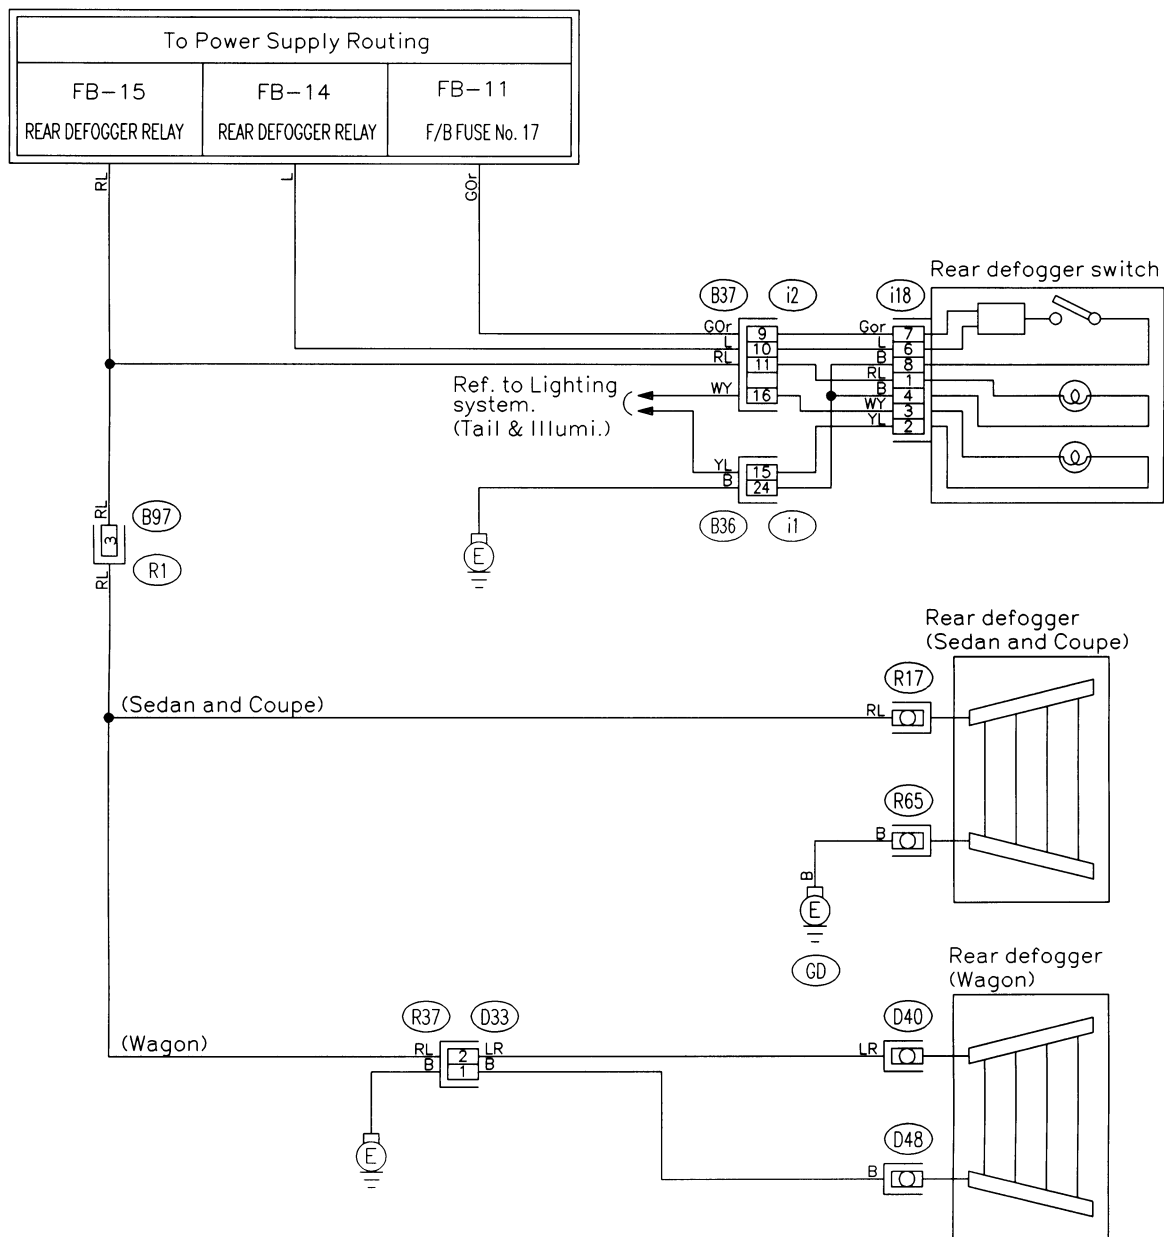 To Power Supply Routing
FB-15
REAR DEFOGGER RELAY
FB-14
REAR DEFOGGER RELAY
FB-11
F/B FUSE No. 17
RL
L
GOr
Rear defogger switch
B37
i2
i18
GOr
9
Gor
7
L
10
L
6
RL
11
B
8
RL
1
B
4
WY
16
WY
3
YL
2
Ref. to Lighting
system.
(Tail & Illumi.)
YL
15
B
24
B36
i1
E
RL
3
B97
RL
R1
Rear defogger
(Sedan and Coupe)
(Sedan and Coupe)
R17
RL
R65
B
B
E
GD
Rear defogger
(Wagon)
(Wagon)
R37
D33
RL
2
LR
B
1
B
E
D40
LR
D48
B